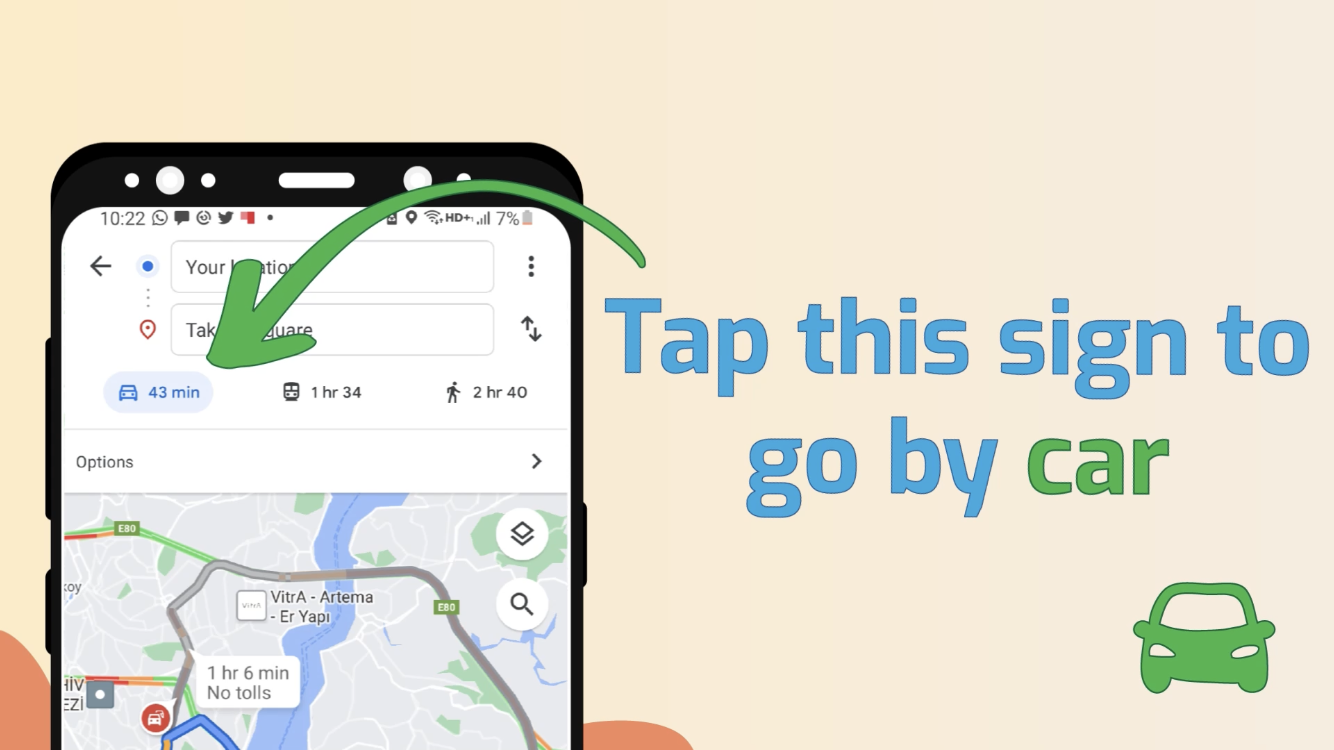 10:22
HD+
7%
Your
Square
43 min
1 hr 34
2 hr 40
Options
E80
VitrA - Artema
- Er Yapı
E80
1 hr 6 min
No tolls
Tap this sign to
go by car